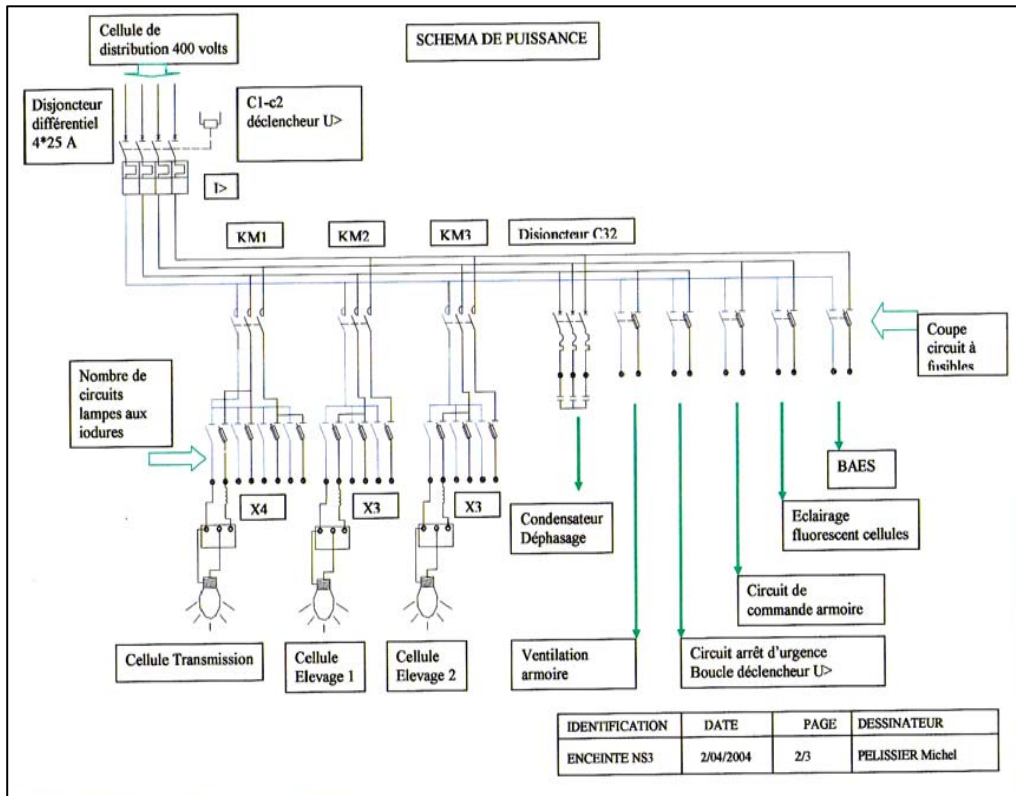 Cellule de
distribution 400 volts
SCHEMA DE PUISSANCE
Disjoncteur
différentiel
4*25 A
C1-c2
déclencheur U>
I>
KM1
KM2
KM3
Disioncteur C32
Coupe
circuit à
fusibles
Nombre de
circuits
lampes aux
iodures
X4
X3
X3
BAES
Condensateur
Déphasage
Eclairage
fluorescent cellules
Circuit de
commande armoire
Cellule Transmission
Cellule
Elevage 1
Cellule
Elevage 2
Ventilation
armoire
Circuit arrêt d'urgence
Boucle déclencheur U>
IDENTIFICATION DATE PAGE DESSINATEUR
ENCEINTE NS3 2/04/2004 2/3 PELISSIER Michel